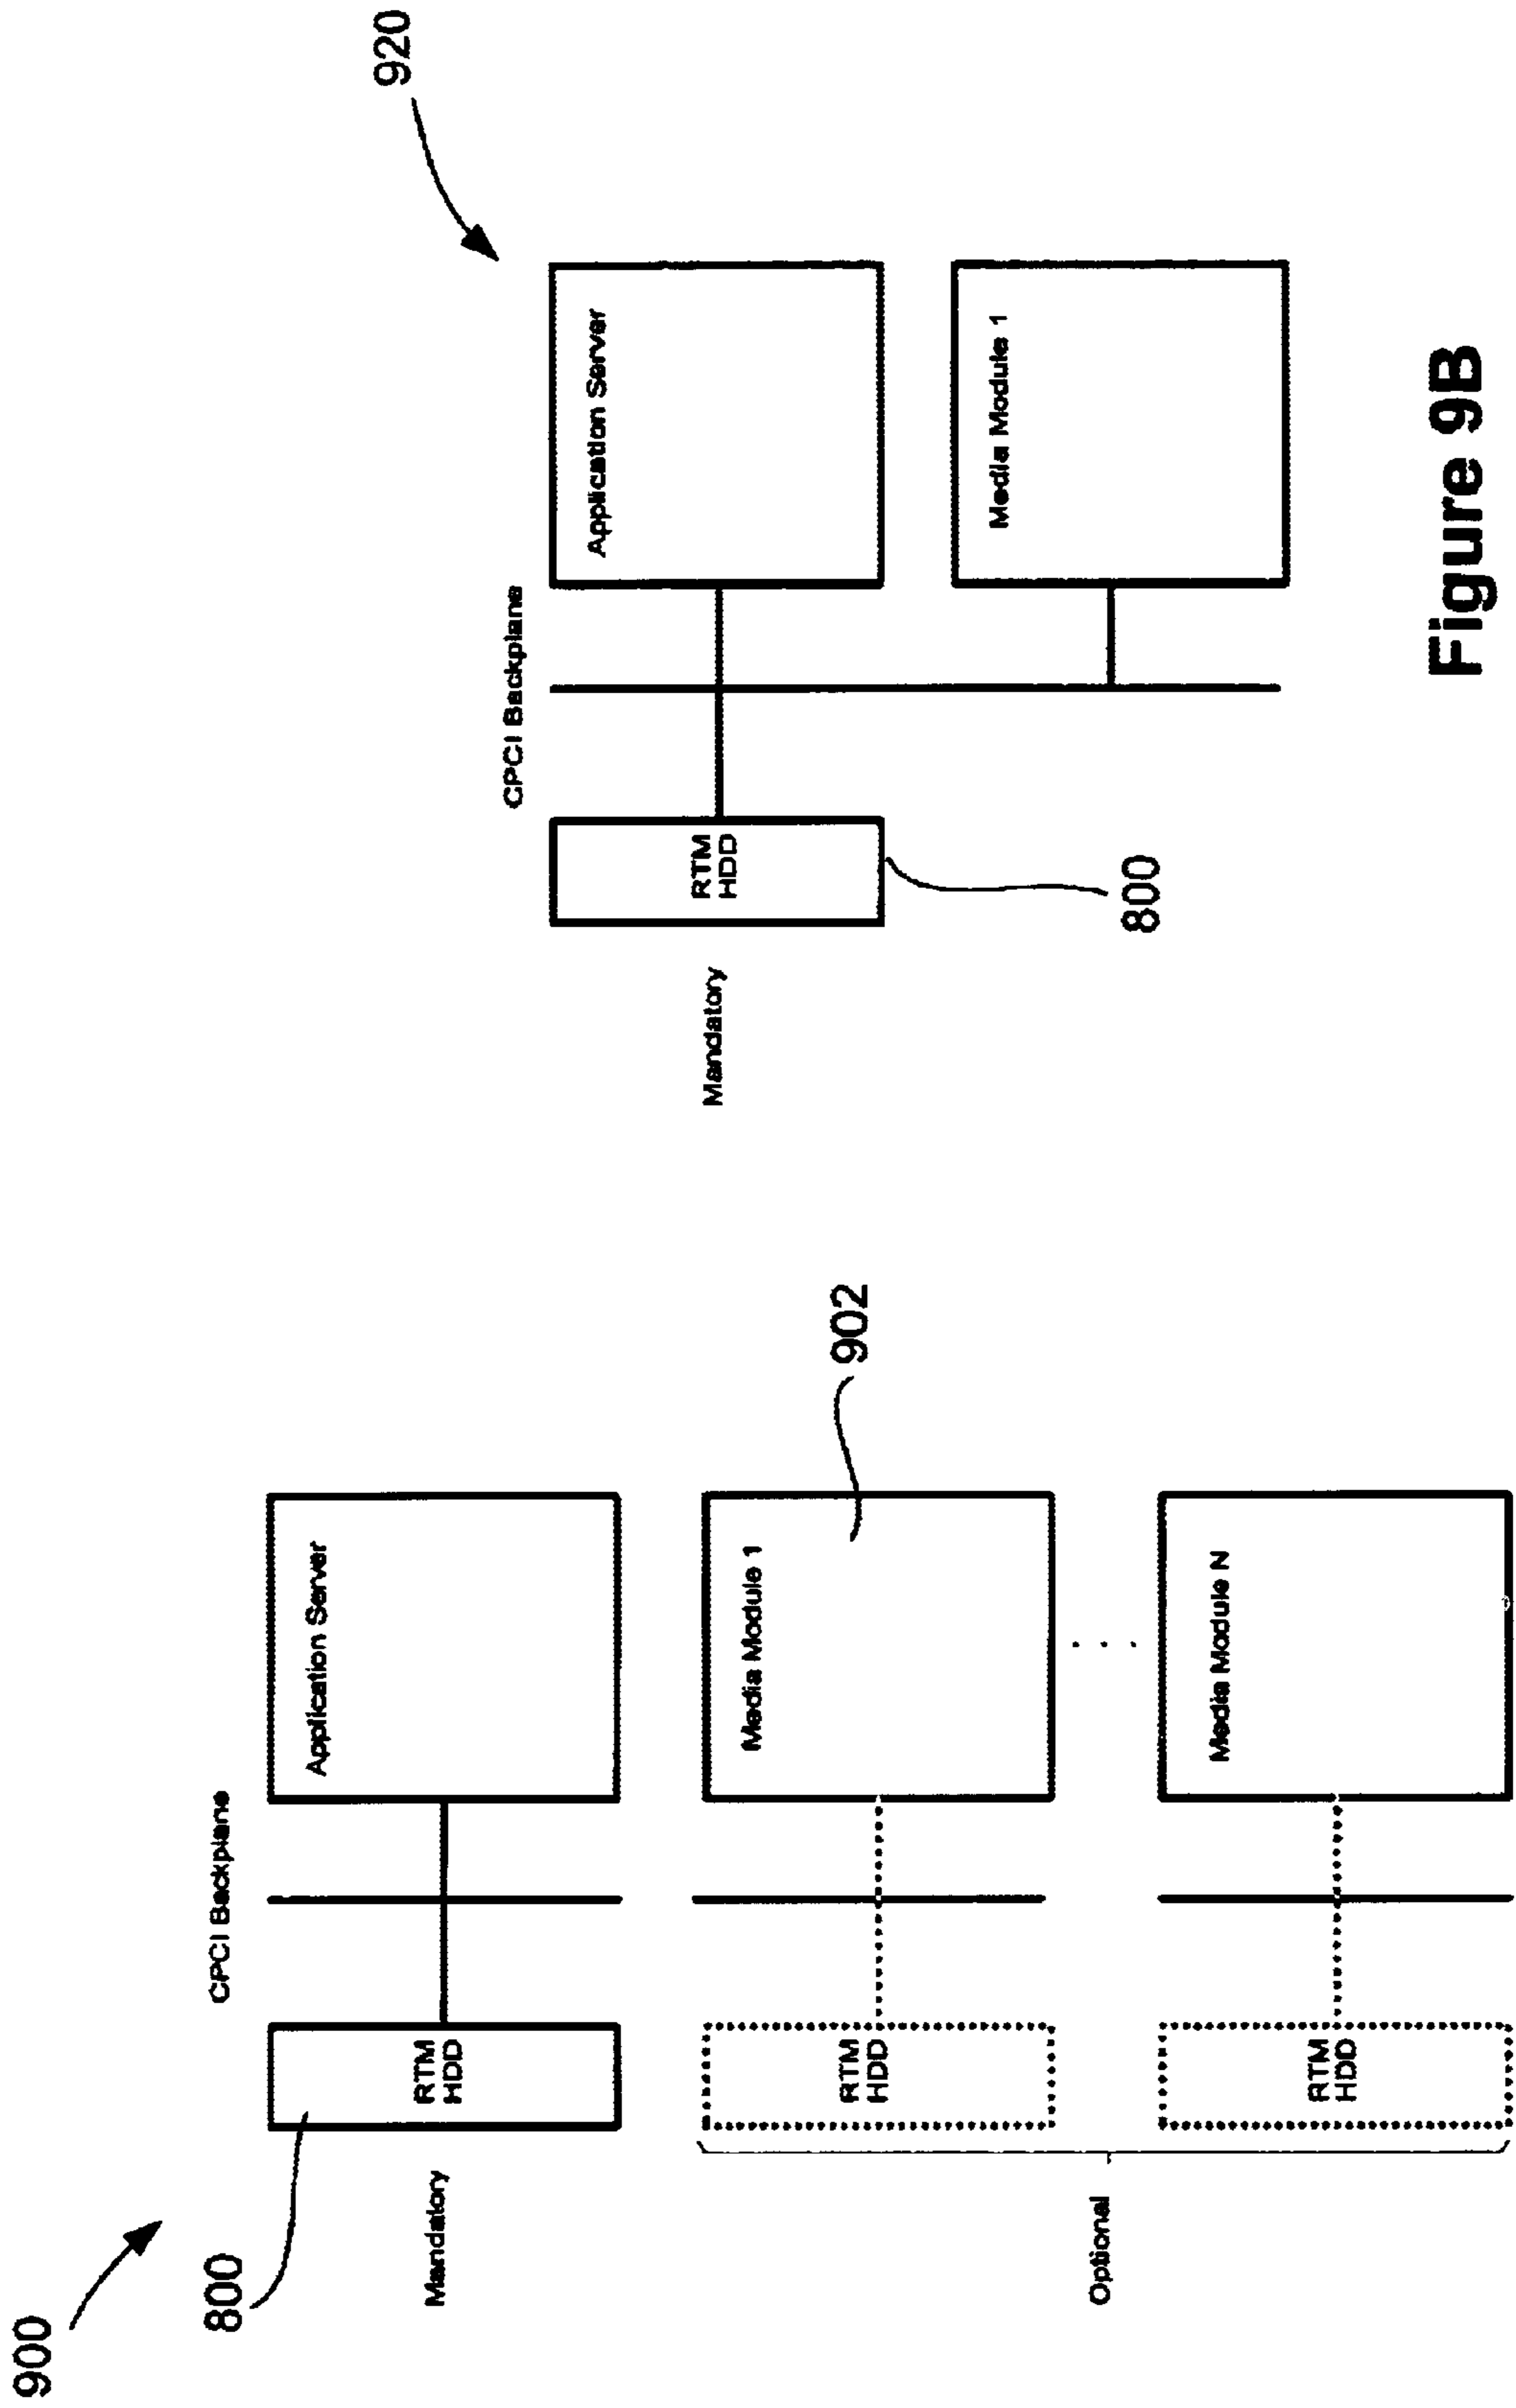 900
800
CPCI Backplane
Mandatory
RTM
HDD
Application Server
902
RTM
HDD
Media Module 1
. . .
Optional
RTM
HDD
Media Module N
920
CPCI Backplane
Mandatory
RTM
HDD
Application Server
800
Media Module 1
Figure 9B